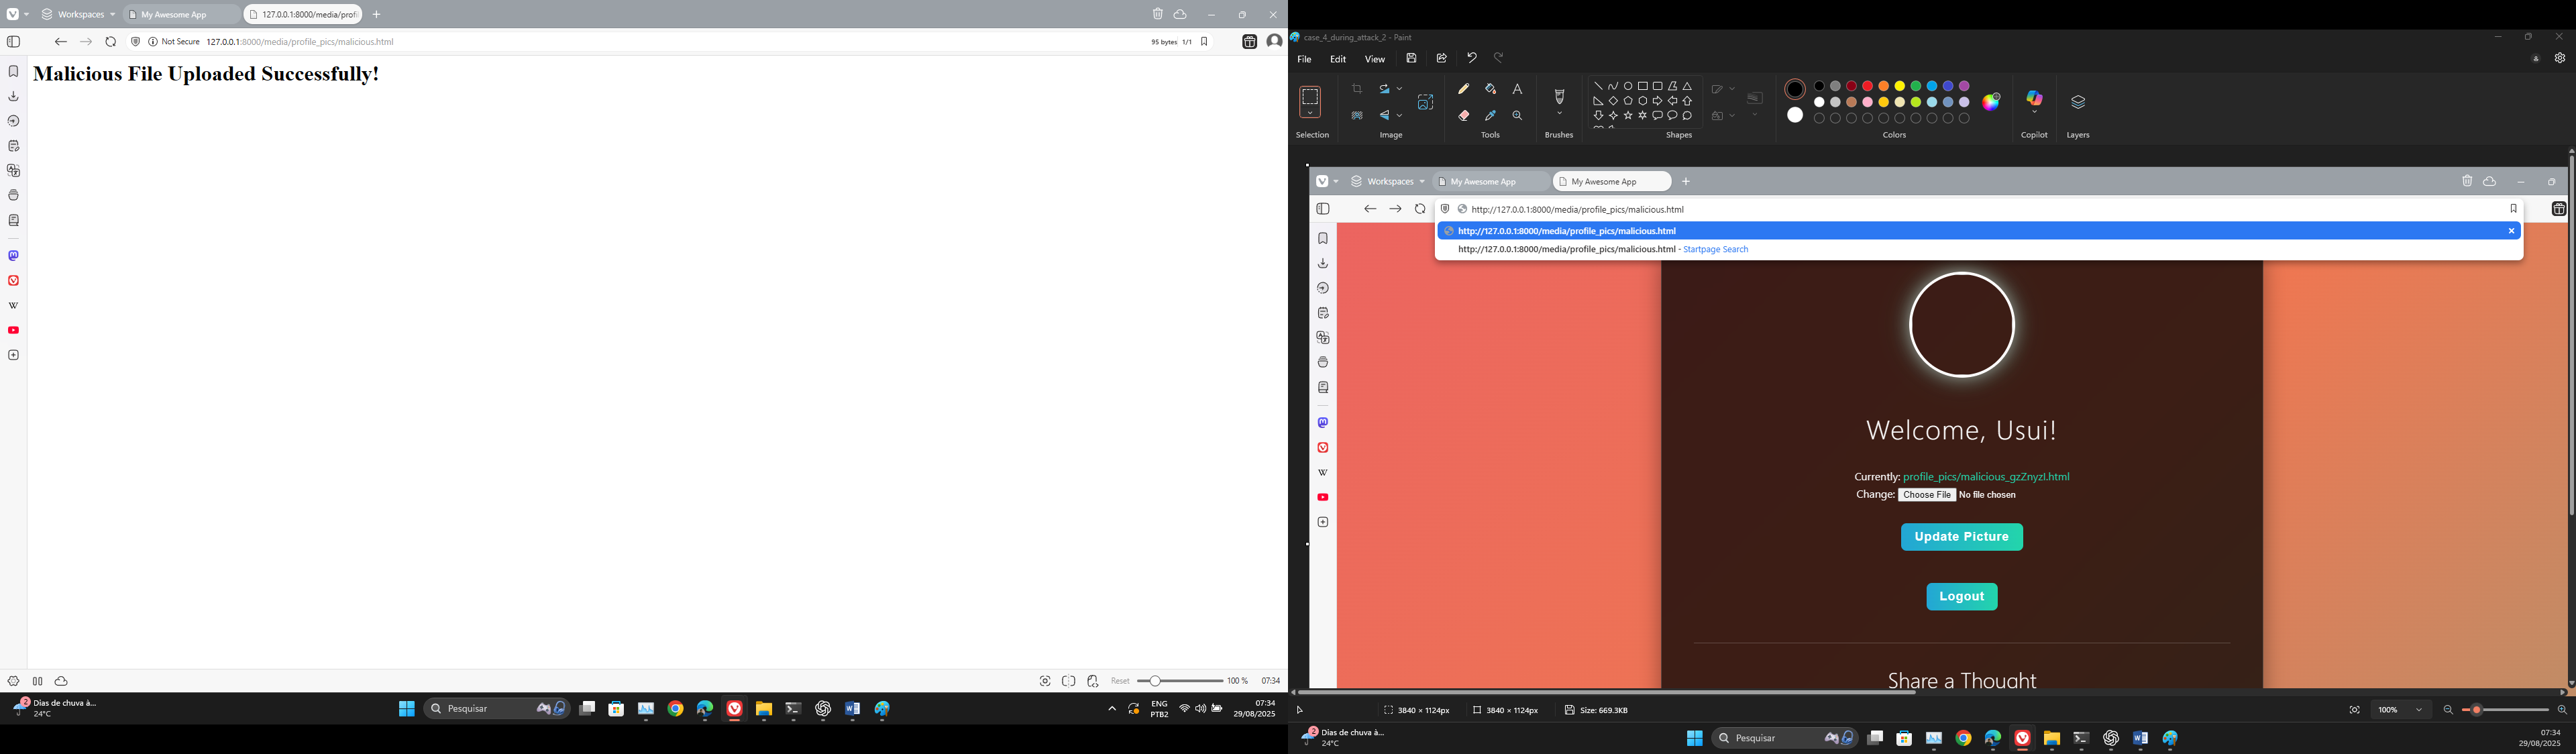 Workspaces
My Awesome App
127.0.0.1:8000/media/profi
Not Secure
127.0.0.1:8000/media/profile_pics/malicious.html
95 bytes
1/1
Malicious File Uploaded Successfully!
W
Reset
100 %
07:34
2
Dias de chuva à...
24°C
Pesquisar
ENG
PTB2
07:34
29/08/2025
case_4_during_attack_2 - Paint
File
Edit
View
Selection
Image
Tools
Brushes
Shapes
Colors
Copilot
Layers
Workspaces
My Awesome App
My Awesome App
http://127.0.0.1:8000/media/profile_pics/malicious.html
http://127.0.0.1:8000/media/profile_pics/malicious.html
http://127.0.0.1:8000/media/profile_pics/malicious.html - Startpage Search
W
Welcome, Usui!
Currently: profile_pics/malicious_gzZnyzI.html
Change: Choose File No file chosen
Update Picture
Logout
Share a Thought
3840 × 1124px
3840 × 1124px
Size: 669.3KB
100%
2
Dias de chuva à...
24°C
Pesquisar
07:34
29/08/2025